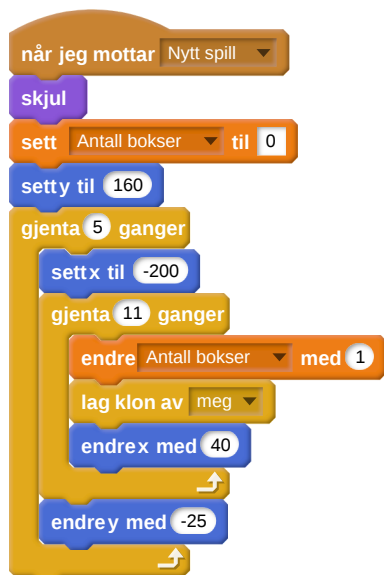 når jeg mottar Nytt spill
skjul
sett Antall bokser til 0
sett y til 160
gjenta 5 ganger
sett x til -200
gjenta 11 ganger
endre Antall bokser med 1
lag klon av meg
endre x med 40
endre y med -25